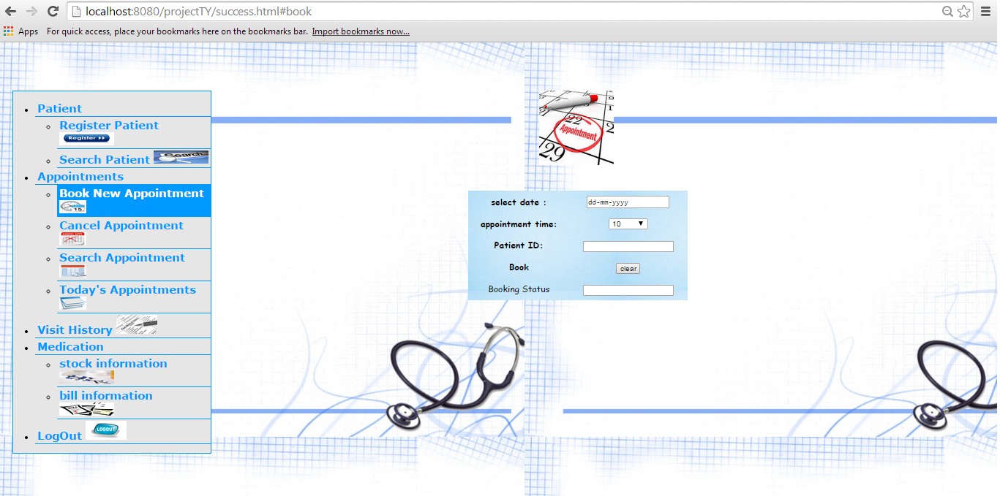 localhost:8080/projectTY/success.html#book
Apps For quick access, place your bookmarks here on the bookmarks bar. Import bookmarks now...
Patient
Register Patient
Register >>
Search Patient Search
Appointments
Book New Appointment
15
Cancel Appointment
Search Appointment
Today's Appointments
Visit History
Medication
stock information
bill information
LogOut LOGOUT
21 22 2
Appointment
29
select date : dd-mm-yyyy
appointment time: 10
Patient ID:
Book clear
Booking Status